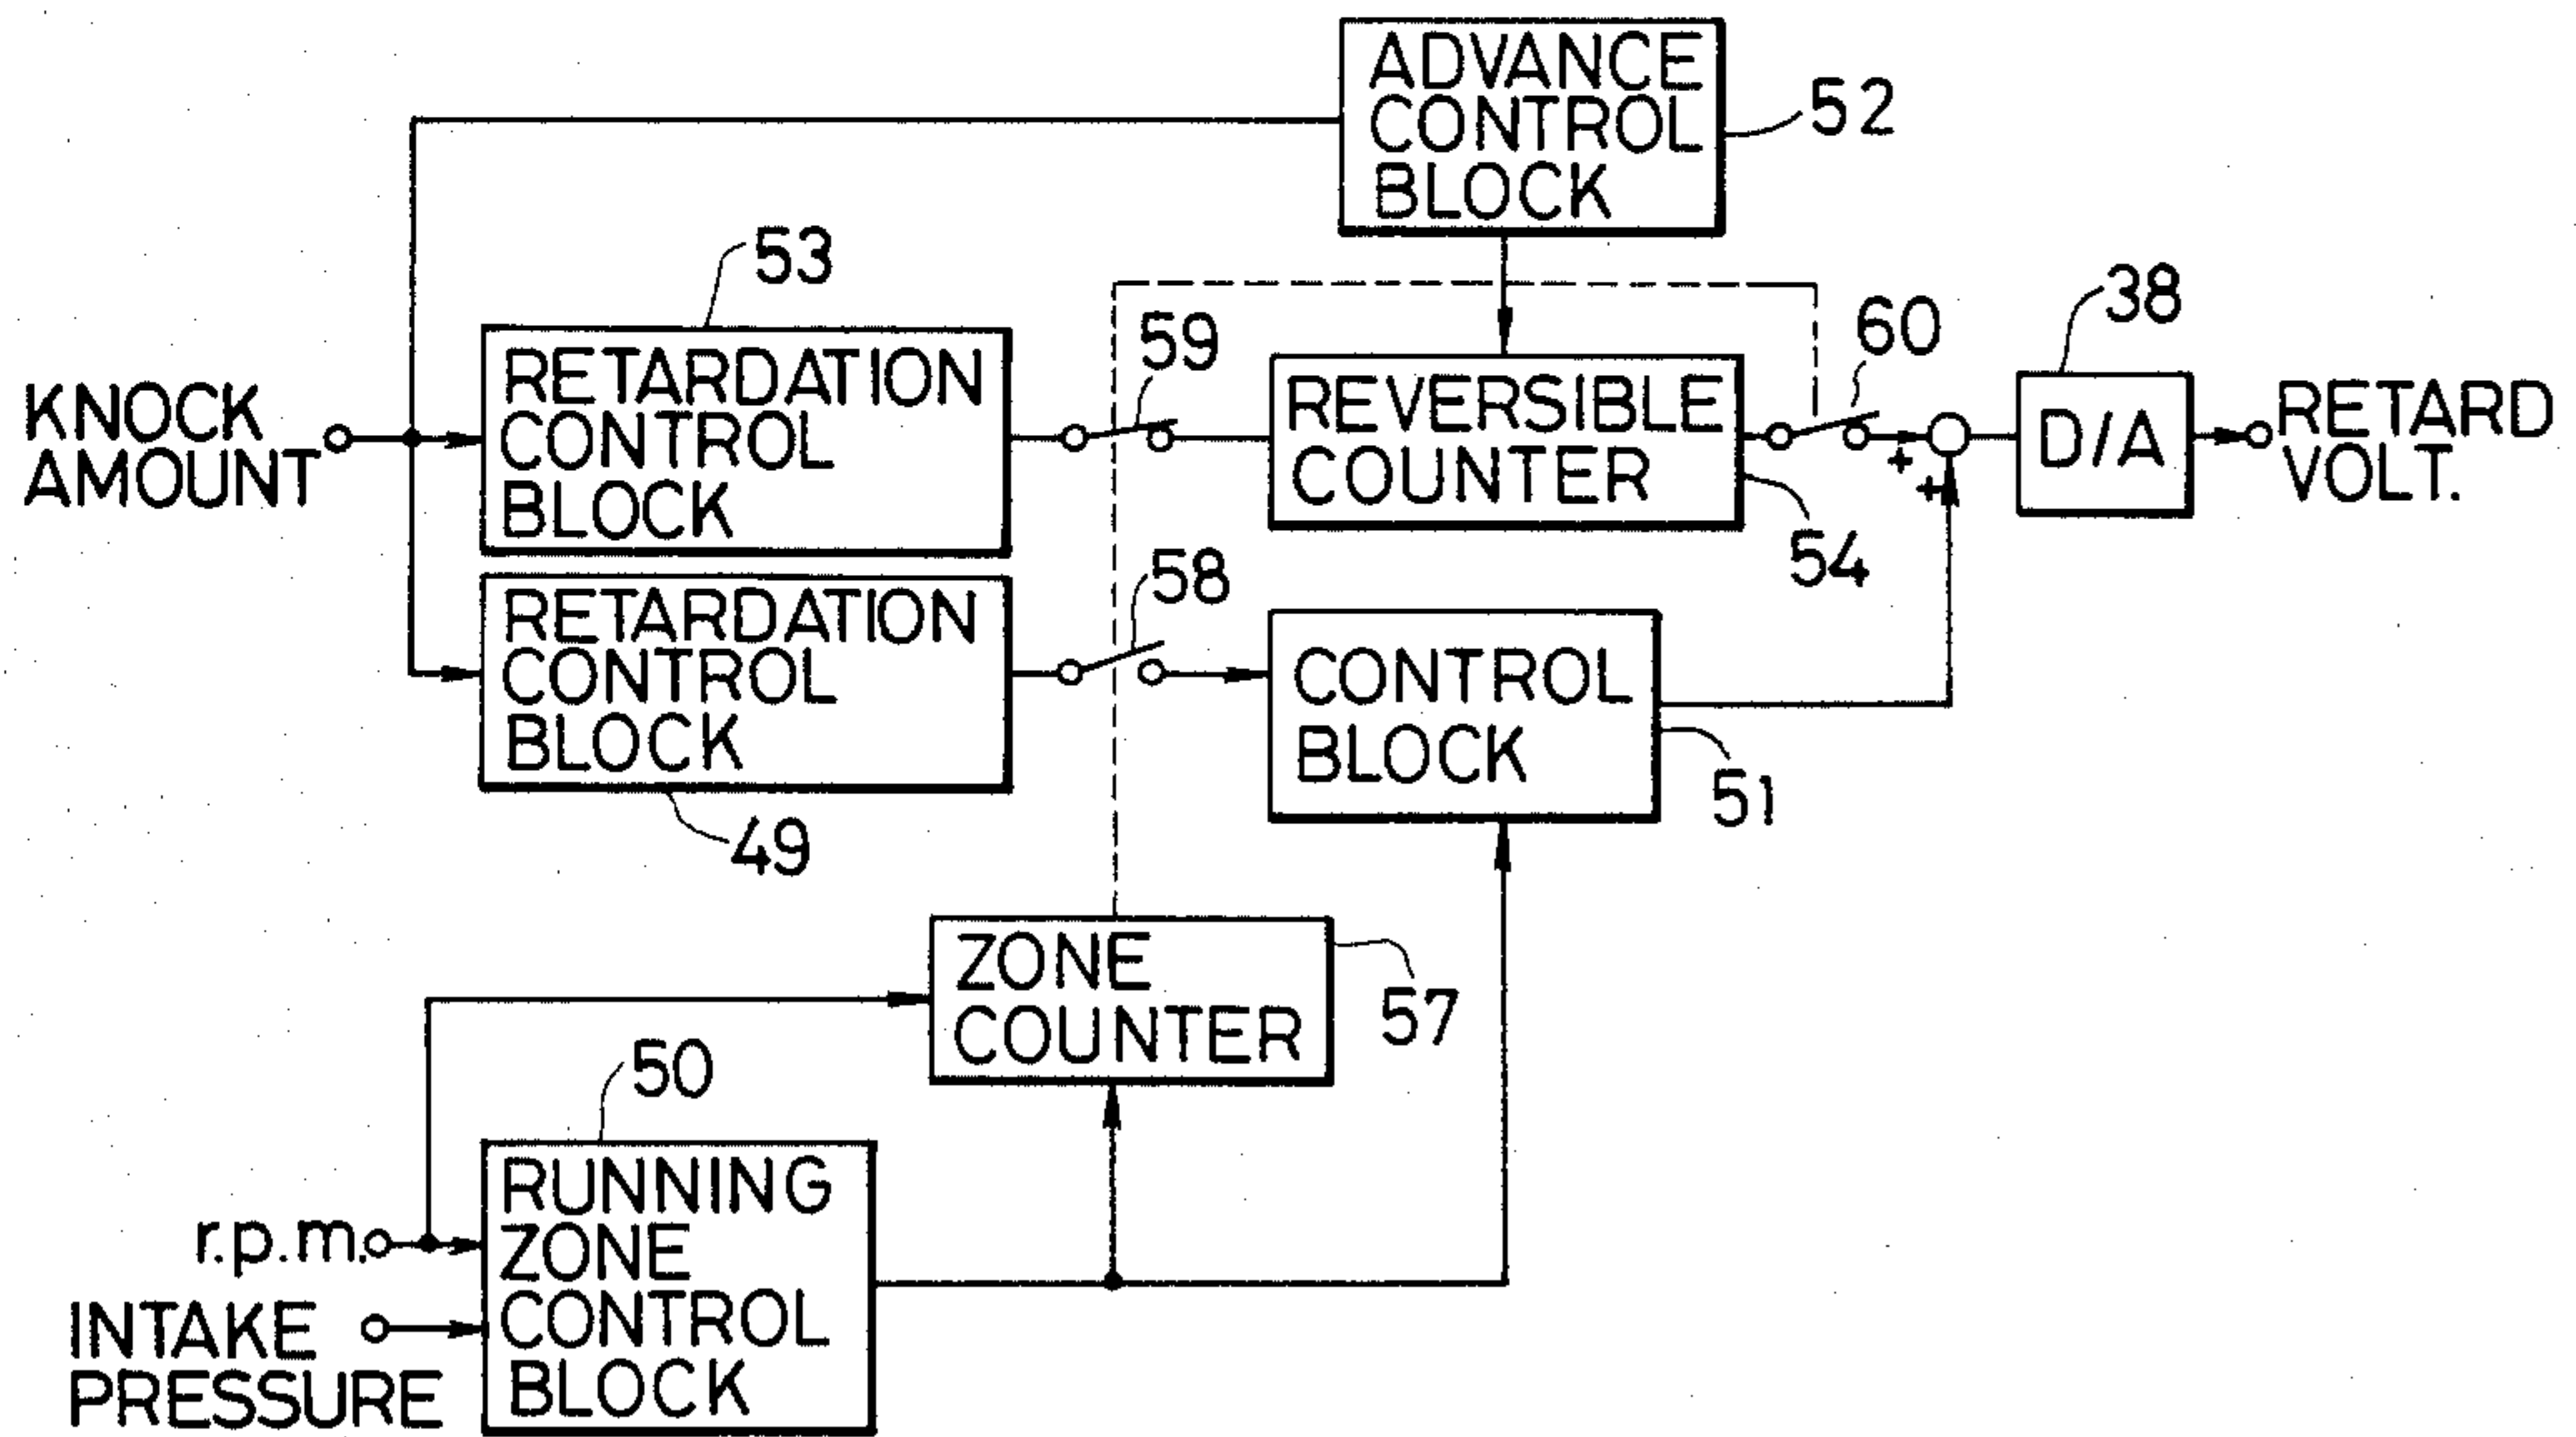 ADVANCE
CONTROL
BLOCK
52
53
59
60
38
KNOCK
AMOUNT
RETARDATION
CONTROL
BLOCK
REVERSIBLE
COUNTER
+
+
D/A
RETARD
VOLT.
54
58
RETARDATION
CONTROL
BLOCK
49
CONTROL
BLOCK
51
ZONE
COUNTER
57
50
r.p.m.
INTAKE
PRESSURE
RUNNING
ZONE
CONTROL
BLOCK